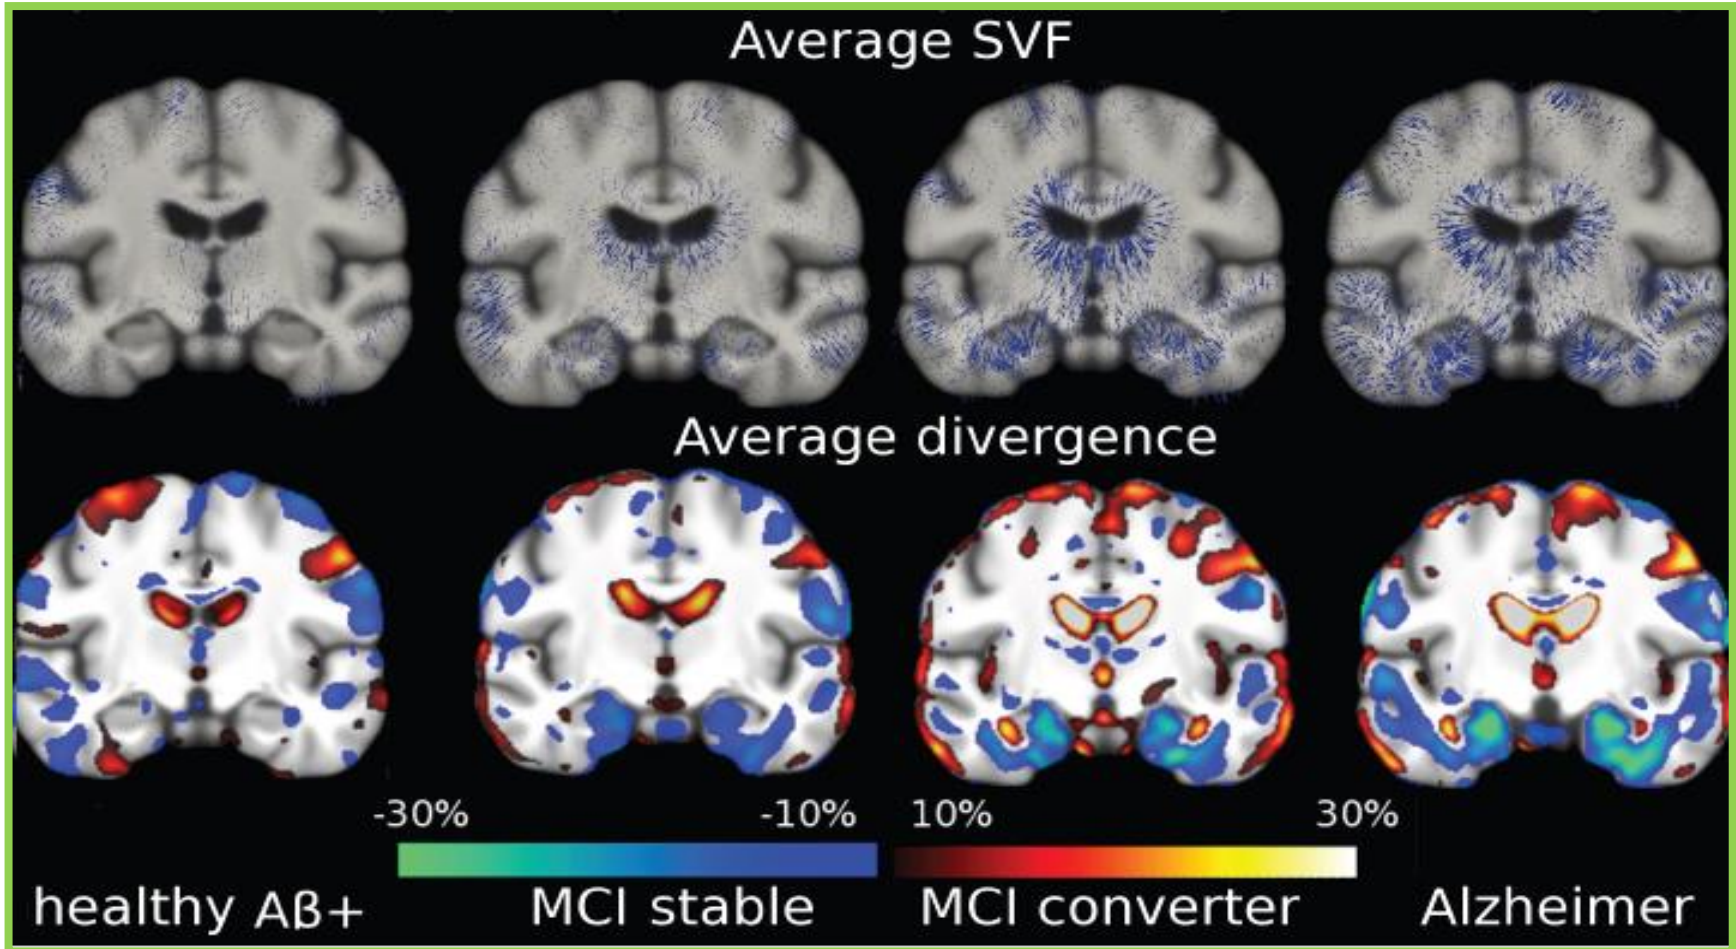 Average SVF
Average divergence
-30% -10% 10% 30%
healthy Aβ+ MCI stable MCI converter Alzheimer